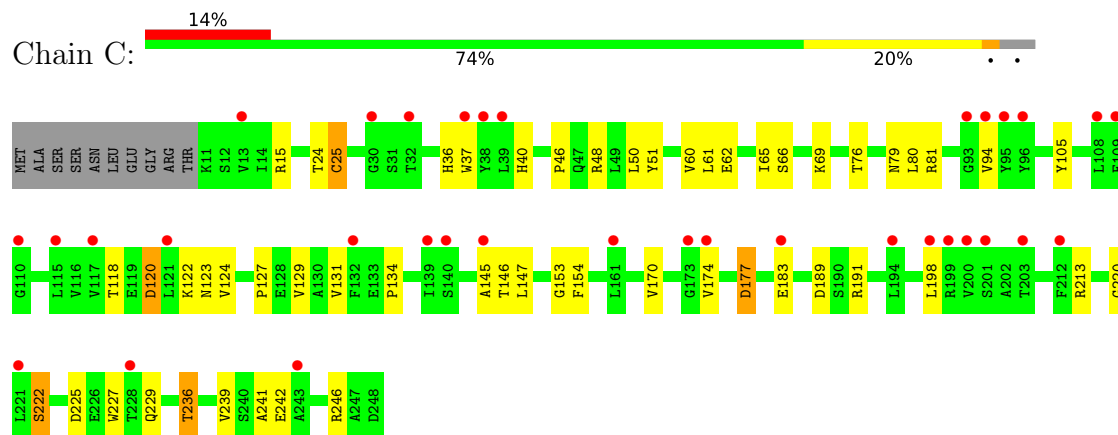 14%
Chain C:
74% 20% • •
MET ALA SER SER ASN LEU GLU GLY ARG THR K11 S12 V13 I14 R15 T24 C25 G30 S31 T32 H36 W37 Y38 L39 H40 P46 Q47 R48 L49 L50 Y51 V60 L61 E62 I65 S66 K69 T76 N79 L80 R81 G93 V94 Y95 Y96 Y105 L108
G110 L115 V116 V117 T118 E119 D120 L121 K122 N123 V124 P127 E128 V129 A130 V131 F132 E133 P134 I139 S140 A145 T146 L147 G153 F154 L161 V170 G173 V174 D177 E183 D189 S190 R191 L194 L198 R199 V200 S201 A202 T203 F212 R213
L221 S222 D225 E226 W227 T228 Q229 T236 V239 S240 A241 E242 A243 R246 A247 D248